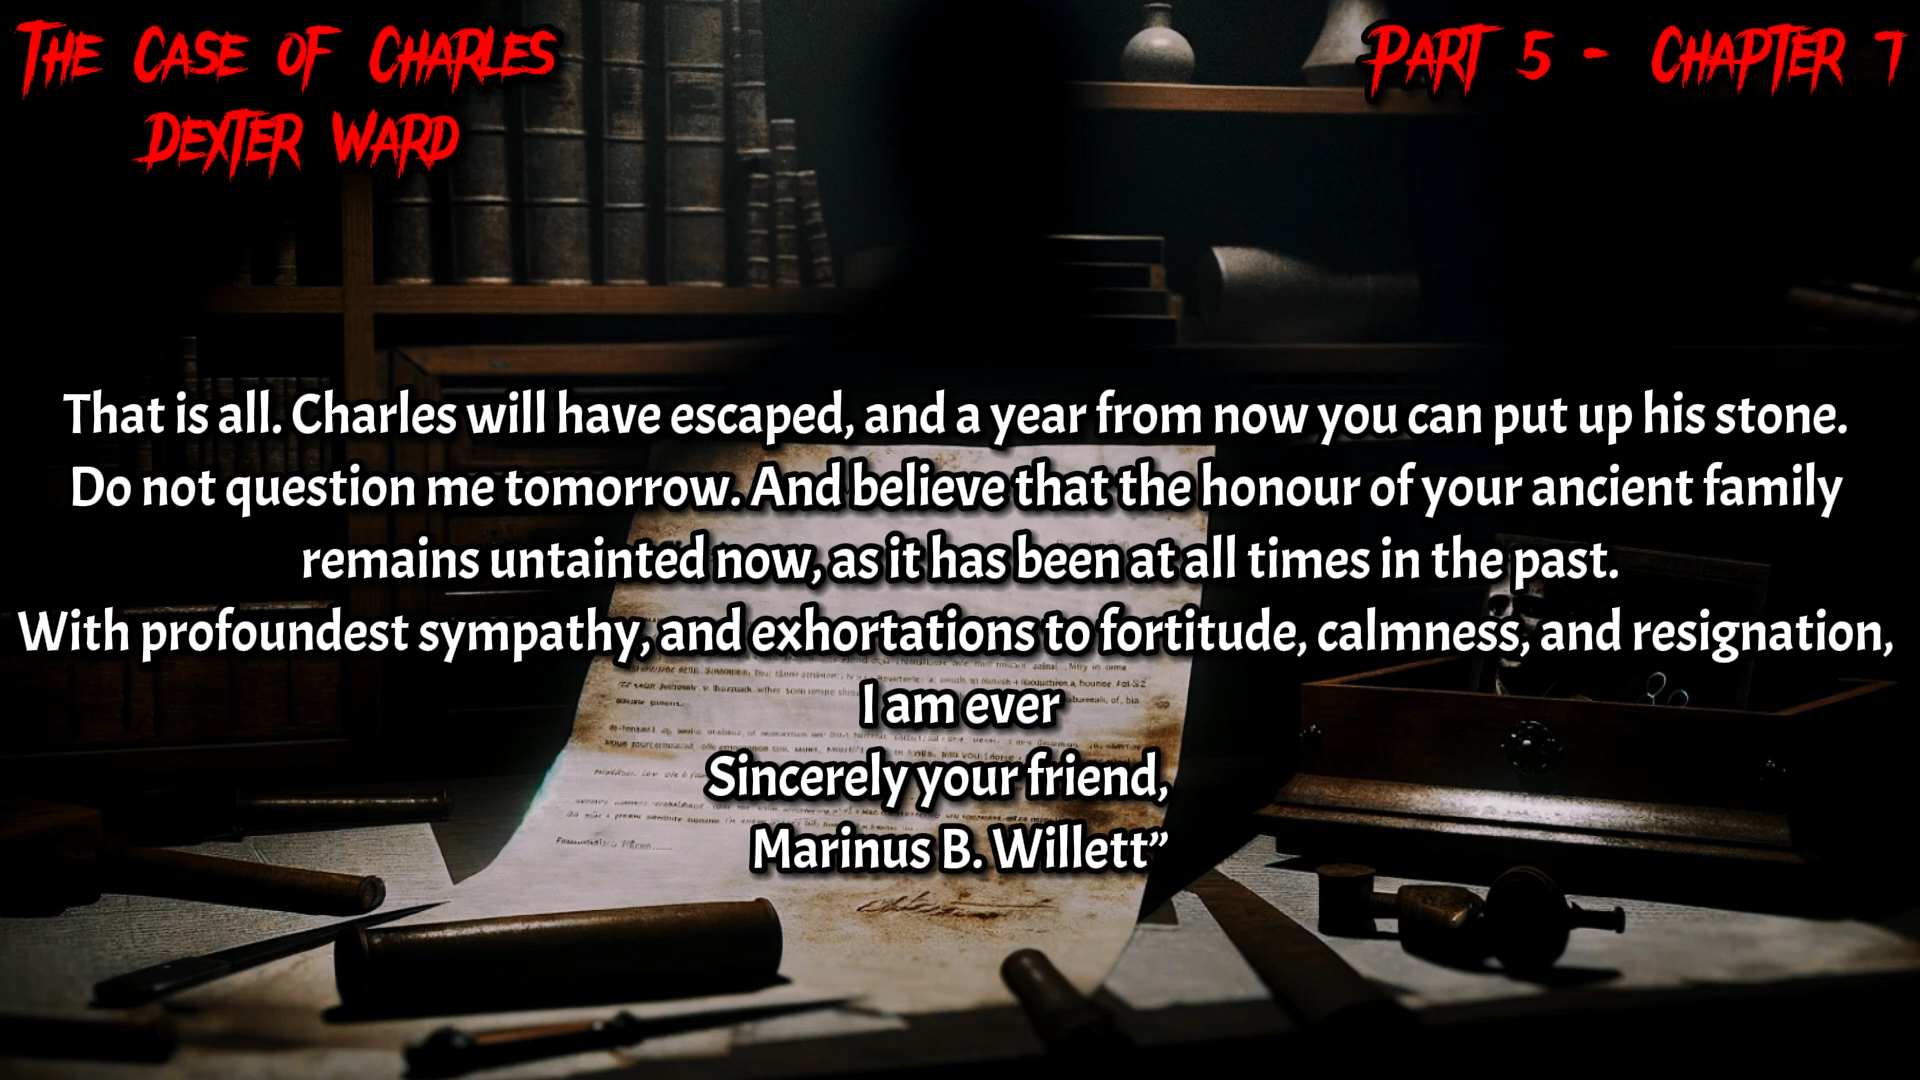 The Case of Charles
Dexter Ward
Part 5 - Chapter 7
That is all. Charles will have escaped, and a year from now you can put up his stone.
Do not question me tomorrow. And believe that the honour of your ancient family
remains untainted now, as it has been at all times in the past.
With profoundest sympathy, and exhortations to fortitude, calmness, and resignation,
I am ever
Sincerely your friend,
Marinus B. Willett”